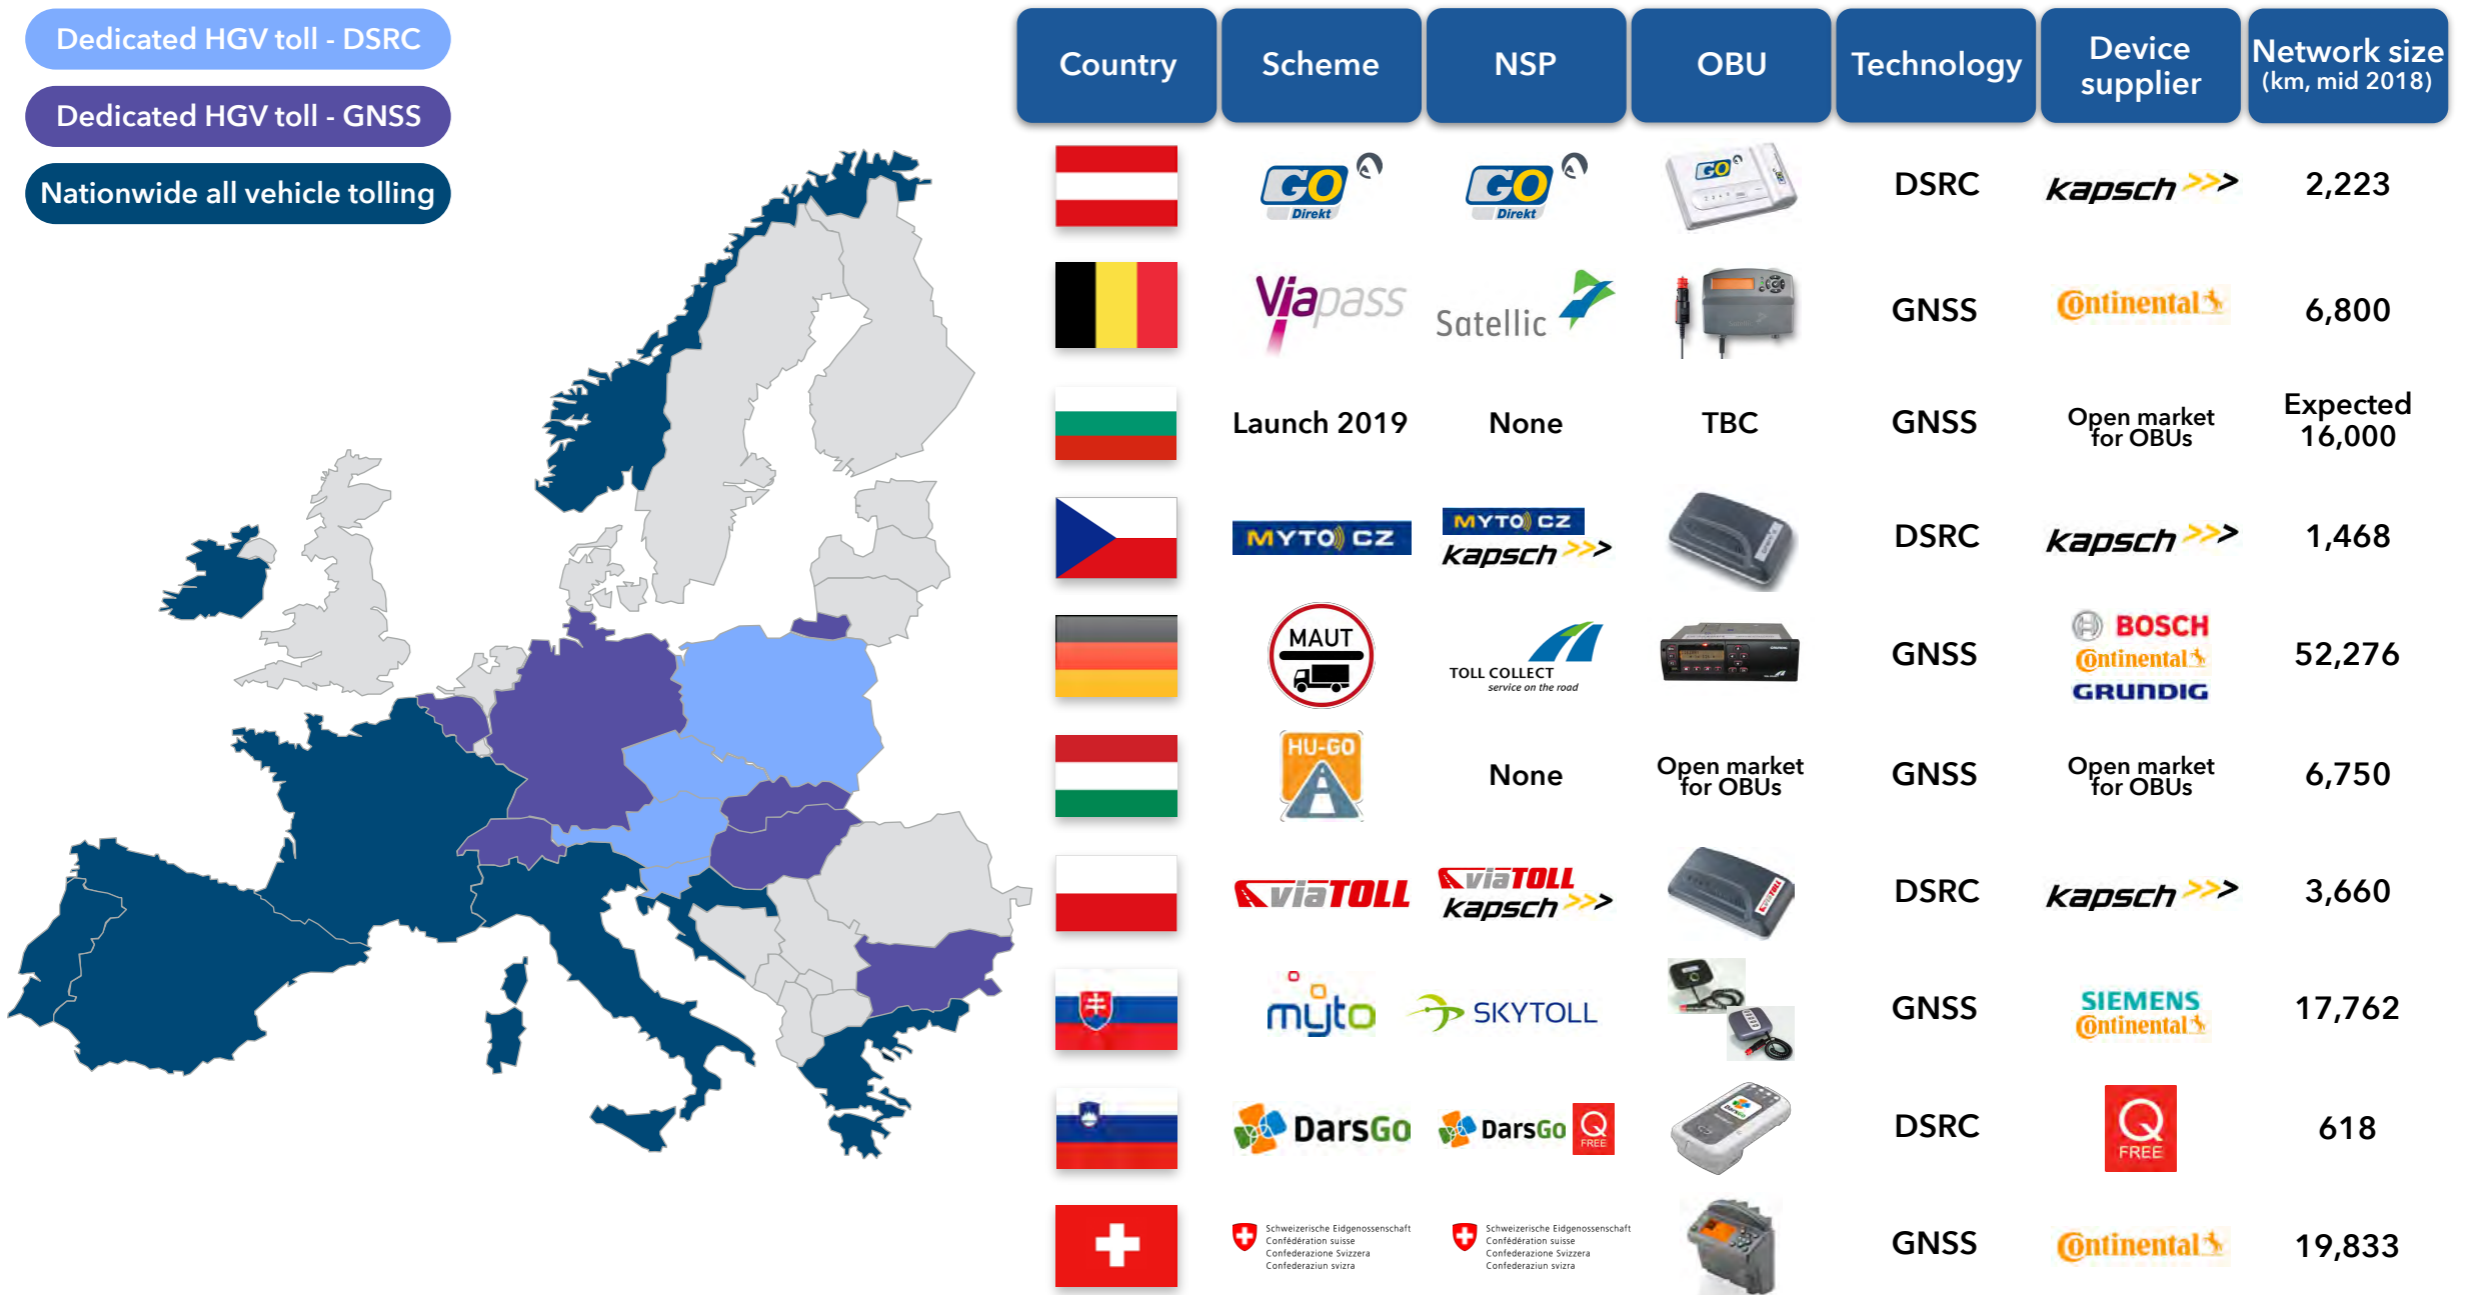 Dedicated HGV toll - DSRC
Dedicated HGV toll - GNSS
Nationwide all vehicle tolling
Country
Scheme
NSP
OBU
Technology
Device
supplier
Network size
(km, mid 2018)
GO
Direkt
GO
Direkt
GO
DSRC
kapsch >>>
2,223
Viapass
Satellic
GNSS
Continental
6,800
Launch 2019
None
TBC
GNSS
Open market
for OBUs
Expected
16,000
MYTO CZ
MYTO CZ
kapsch >>>
DSRC
kapsch >>>
1,468
MAUT
TOLL COLLECT
service on the road
GNSS
BOSCH
Continental
GRUNDIG
52,276
HU-GO
None
Open market
for OBUs
GNSS
Open market
for OBUs
6,750
viaTOLL
viaTOLL
kapsch >>>
viaTOLL
DSRC
kapsch >>>
3,660
myto
SKYTOLL
GNSS
SIEMENS
Continental
17,762
DarsGo
DarsGo
Q
FREE
DarsGo
DSRC
Q
FREE
618
Schweizerische Eidgenossenschaft
Confédération suisse
Confederazione Svizzera
Confederaziun svizra
Schweizerische Eidgenossenschaft
Confédération suisse
Confederazione Svizzera
Confederaziun svizra
GNSS
Continental
19,833